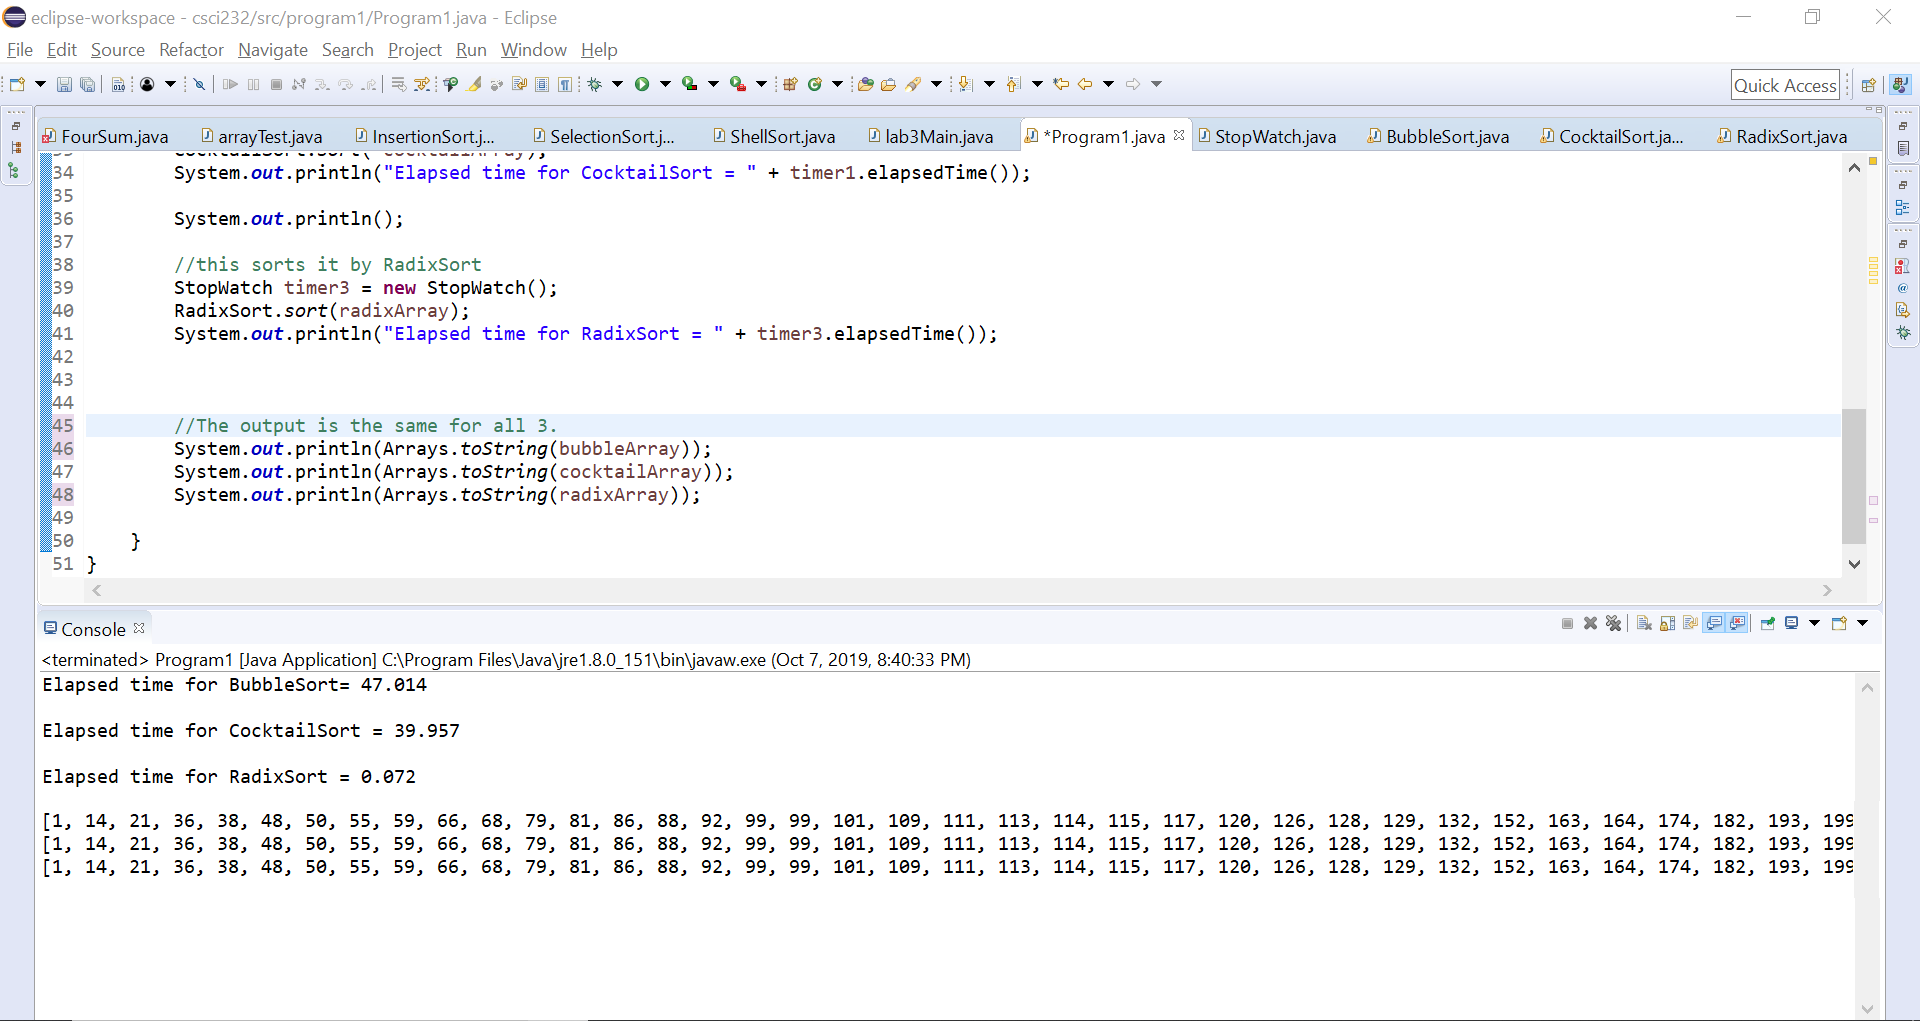 eclipse-workspace - csci232/src/program1/Program1.java - Eclipse
File Edit Source Refactor Navigate Search Project Run Window Help
Quick Access
FourSum.java arrayTest.java InsertionSort.j... SelectionSort.j... ShellSort.java lab3Main.java *Program1.java StopWatch.java BubbleSort.java CocktailSort.ja... RadixSort.java
34 System.out.println("Elapsed time for CocktailSort = " + timer1.elapsedTime());
35
36 System.out.println();
37
38 //this sorts it by RadixSort
39 StopWatch timer3 = new StopWatch();
40 RadixSort.sort(radixArray);
41 System.out.println("Elapsed time for RadixSort = " + timer3.elapsedTime());
42
43
44
45 //The output is the same for all 3.
46 System.out.println(Arrays.toString(bubbleArray));
47 System.out.println(Arrays.toString(cocktailArray));
48 System.out.println(Arrays.toString(radixArray));
49
50 }
51 }
Console
<terminated> Program1 [Java Application] C:\Program Files\Java\jre1.8.0_151\bin\javaw.exe (Oct 7, 2019, 8:40:33 PM)
Elapsed time for BubbleSort= 47.014
Elapsed time for CocktailSort = 39.957
Elapsed time for RadixSort = 0.072
[1, 14, 21, 36, 38, 48, 50, 55, 59, 66, 68, 79, 81, 86, 88, 92, 99, 99, 101, 109, 111, 113, 114, 115, 117, 120, 126, 128, 129, 132, 152, 163, 164, 174, 182, 193, 199
[1, 14, 21, 36, 38, 48, 50, 55, 59, 66, 68, 79, 81, 86, 88, 92, 99, 99, 101, 109, 111, 113, 114, 115, 117, 120, 126, 128, 129, 132, 152, 163, 164, 174, 182, 193, 199
[1, 14, 21, 36, 38, 48, 50, 55, 59, 66, 68, 79, 81, 86, 88, 92, 99, 99, 101, 109, 111, 113, 114, 115, 117, 120, 126, 128, 129, 132, 152, 163, 164, 174, 182, 193, 199